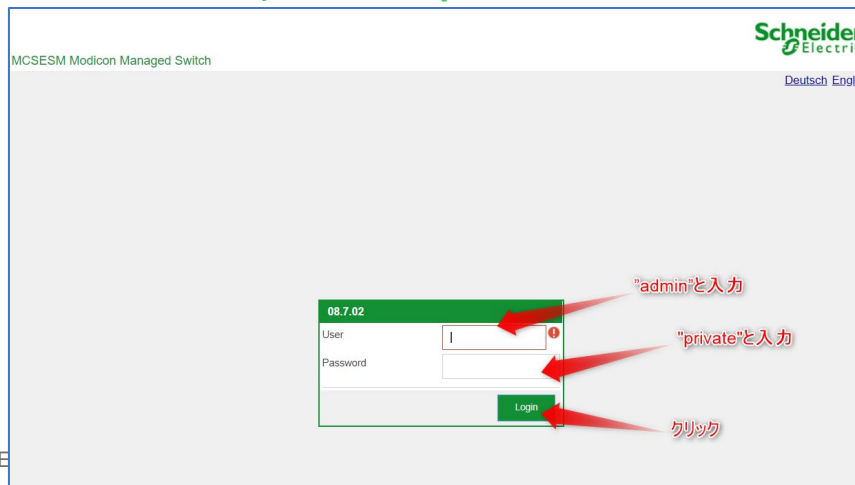 Schneider
Electri
MCSESM Modicon Managed Switch
Deutsch Engl
"admin"と入力
08.7.02
User
"private"と入力
Password
Login
クリック